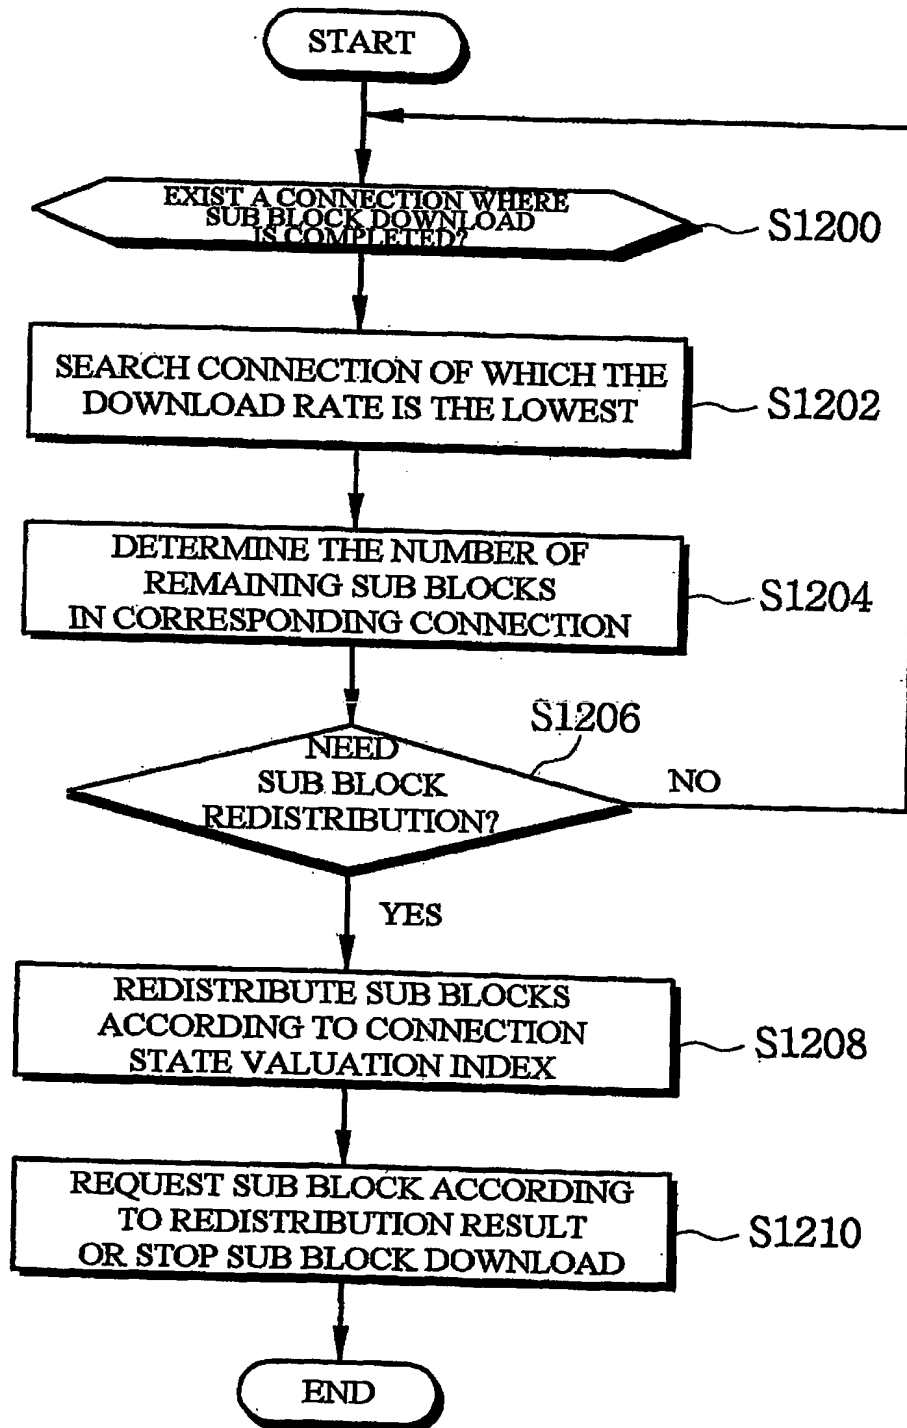 START
EXIST A CONNECTION WHERE
SUB BLOCK DOWNLOAD
IS COMPLETED?
S1200
SEARCH CONNECTION OF WHICH THE
DOWNLOAD RATE IS THE LOWEST
S1202
DETERMINE THE NUMBER OF
REMAINING SUB BLOCKS
IN CORRESPONDING CONNECTION
S1204
S1206
NEED
SUB BLOCK
REDISTRIBUTION?
NO
YES
REDISTRIBUTE SUB BLOCKS
ACCORDING TO CONNECTION
STATE VALUATION INDEX
S1208
REQUEST SUB BLOCK ACCORDING
TO REDISTRIBUTION RESULT
OR STOP SUB BLOCK DOWNLOAD
S1210
END